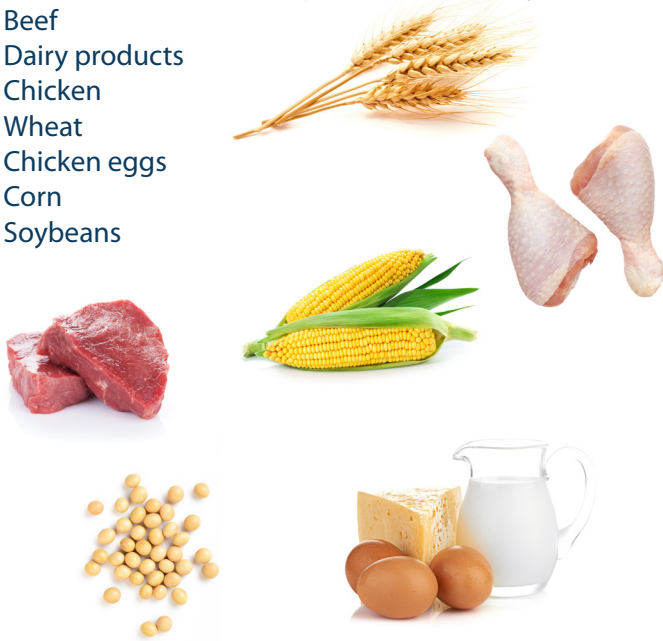 Beef
Dairy products
Chicken
Wheat
Chicken eggs
Corn
Soybeans